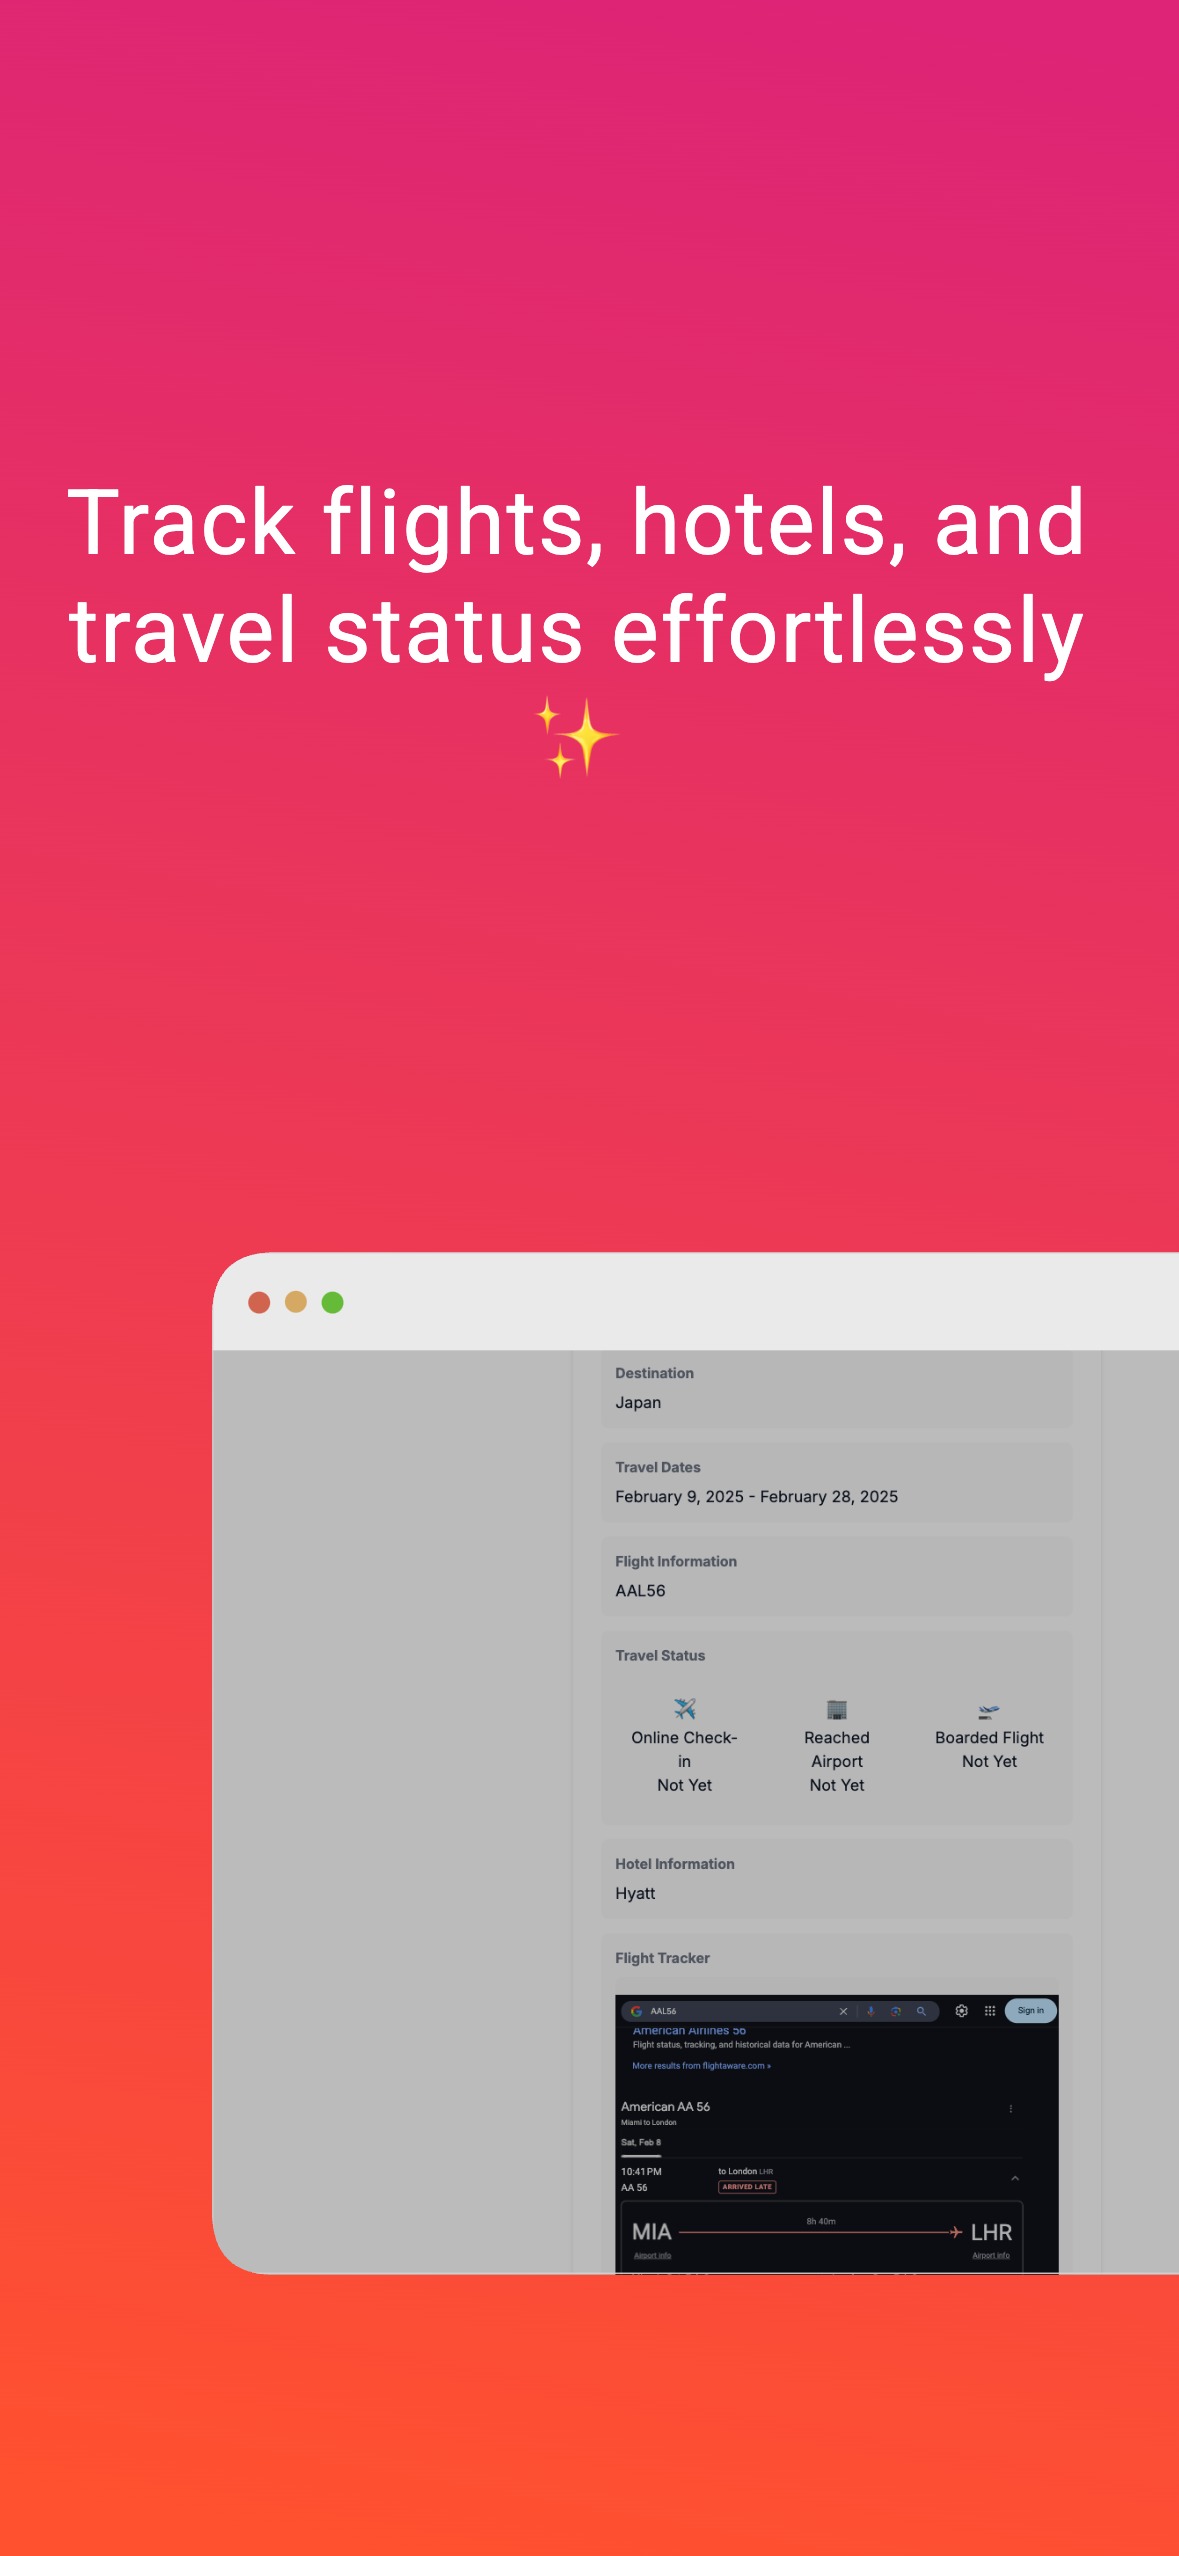 Track flights, hotels, and
travel status effortlessly
✨
Destination
Japan
Travel Dates
February 9, 2025 - February 28, 2025
Flight Information
AAL56
Travel Status
Online Check-
in
Not Yet
Reached
Airport
Not Yet
Boarded Flight
Not Yet
Hotel Information
Hyatt
Flight Tracker
AAL56
Sign in
American Airlines 56
Flight status, tracking, and historical data for American ...
More results from flightaware.com »
American AA 56
Miami to London
Sat, Feb 8
10:41 PM
AA 56
to London LHR
ARRIVED LATE
8h 40m
MIA
LHR
Airport info
Airport info